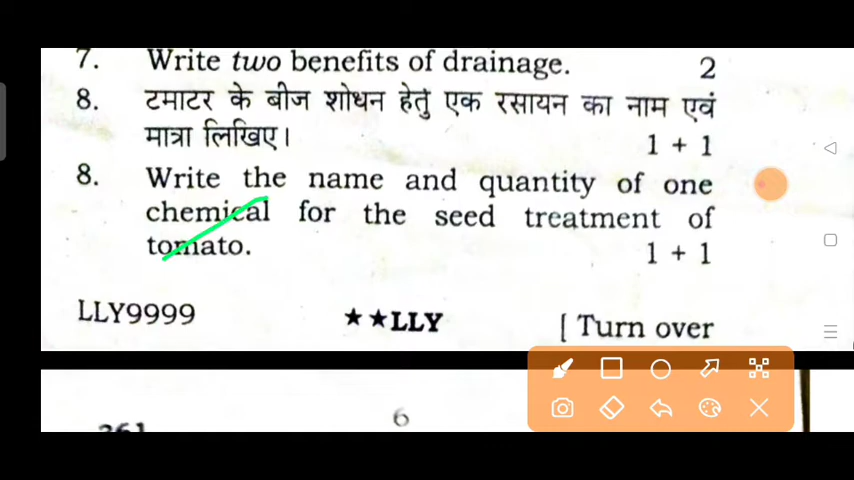 7. Write two benefits of drainage. 2
8. टमाटर के बीज शोधन हेतु एक रसायन का नाम एवं
मात्रा लिखिए। 1 + 1
8. Write the name and quantity of one
chemical for the seed treatment of
tomato. 1 + 1
LLY9999 ★★LLY [ Turn over
6